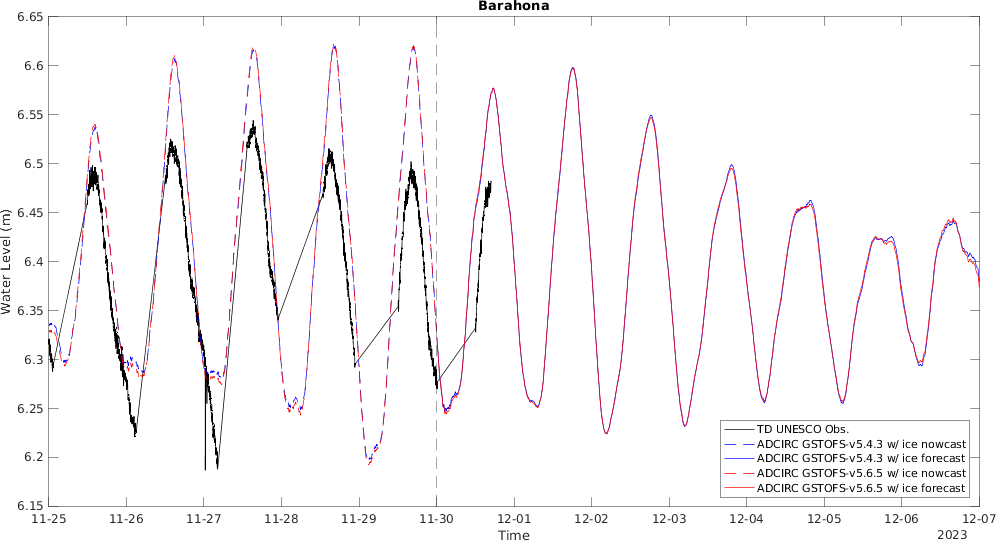 Barahona
6.65
6.6
6.55
6.5
6.45
6.4
6.35
6.3
6.25
6.2
6.15
Water Level (m)
TD UNESCO Obs.
ADCIRC GSTOFS-v5.4.3 w/ ice nowcast
ADCIRC GSTOFS-v5.4.3 w/ ice forecast
ADCIRC GSTOFS-v5.6.5 w/ ice nowcast
ADCIRC GSTOFS-v5.6.5 w/ ice forecast
11-25 11-26 11-27 11-28 11-29 11-30 12-01 12-02 12-03 12-04 12-05 12-06 12-07
Time
2023